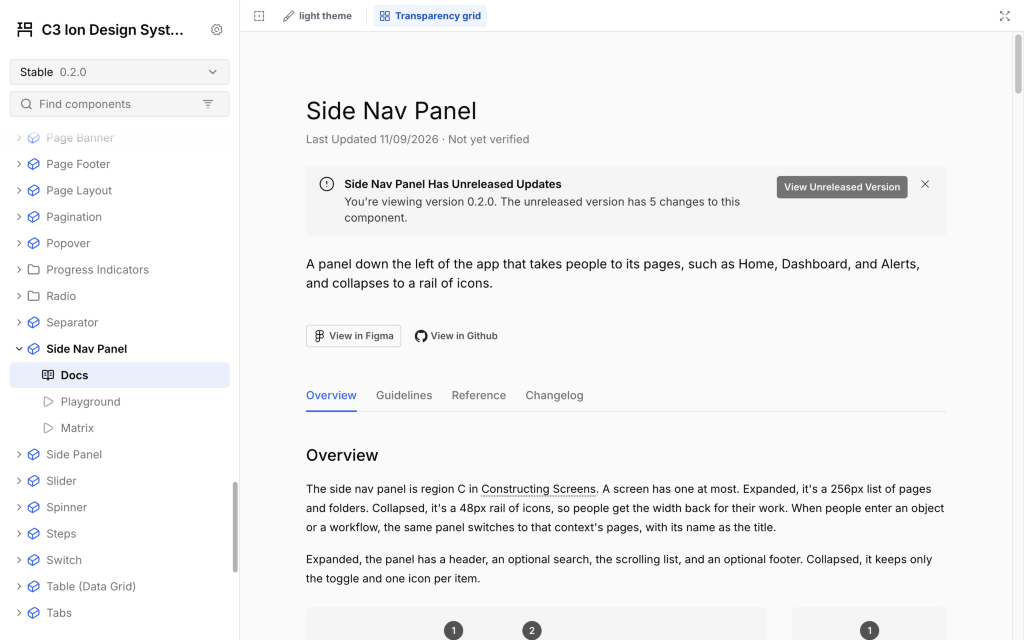 C3 Ion Design Syst...
Stable 0.2.0
Find components
Page Banner
Page Footer
Page Layout
Pagination
Popover
Progress Indicators
Radio
Separator
Side Nav Panel
Docs
Playground
Matrix
Side Panel
Slider
Spinner
Steps
Switch
Table (Data Grid)
Tabs
light theme
Transparency grid
Side Nav Panel
Last Updated 11/09/2026 · Not yet verified
Side Nav Panel Has Unreleased Updates
You're viewing version 0.2.0. The unreleased version has 5 changes to this
component.
View Unreleased Version
A panel down the left of the app that takes people to its pages, such as Home, Dashboard, and Alerts,
and collapses to a rail of icons.
View in Figma
View in Github
Overview Guidelines Reference Changelog
Overview
The side nav panel is region C in Constructing Screens. A screen has one at most. Expanded, it's a 256px list of pages
and folders. Collapsed, it's a 48px rail of icons, so people get the width back for their work. When people enter an object
or a workflow, the same panel switches to that context's pages, with its name as the title.
Expanded, the panel has a header, an optional search, the scrolling list, and an optional footer. Collapsed, it keeps only
the toggle and one icon per item.
1 2 1